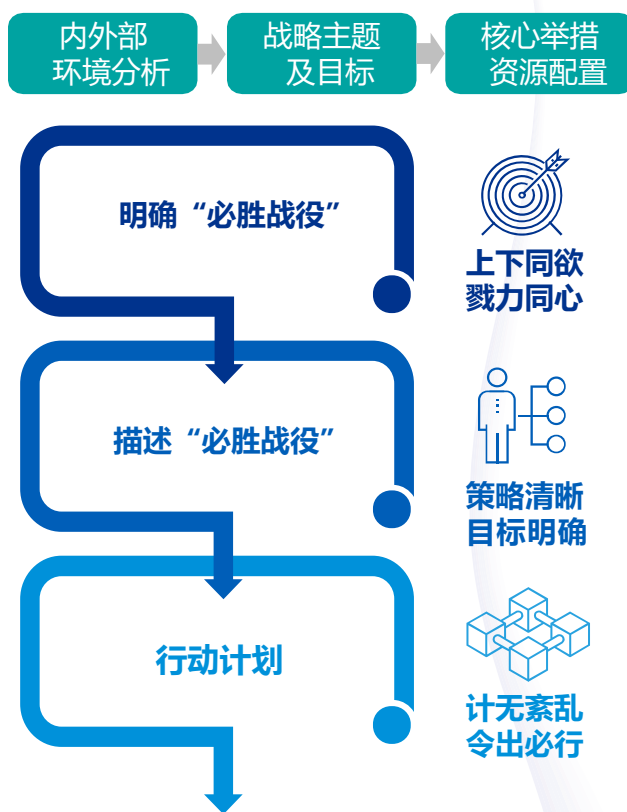 内外部
环境分析
战略主题
及目标
核心举措
资源配置
明确“必胜战役”
上下同欲
戮力同心
描述“必胜战役”
策略清晰
目标明确
行动计划
计无紊乱
令出必行